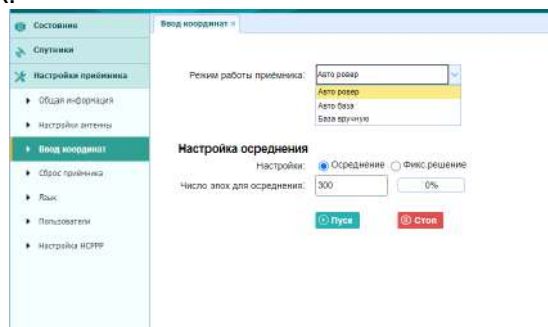 Состояние
Ввод координат ×
Спутники
Настройки приёмника
Режим работы приёмника:
Авто ровер
Авто ровер
Авто база
База вручную
Общая информация
Настройки антенны
Ввод координат
Сброс приёмника
Язык
Пользователи
Настройка НСРРР
Настройка осреднения
Настройки:
Осреднение
Фикс.решение
Число эпох для осреднения:
300
0%
Пуск
Стоп